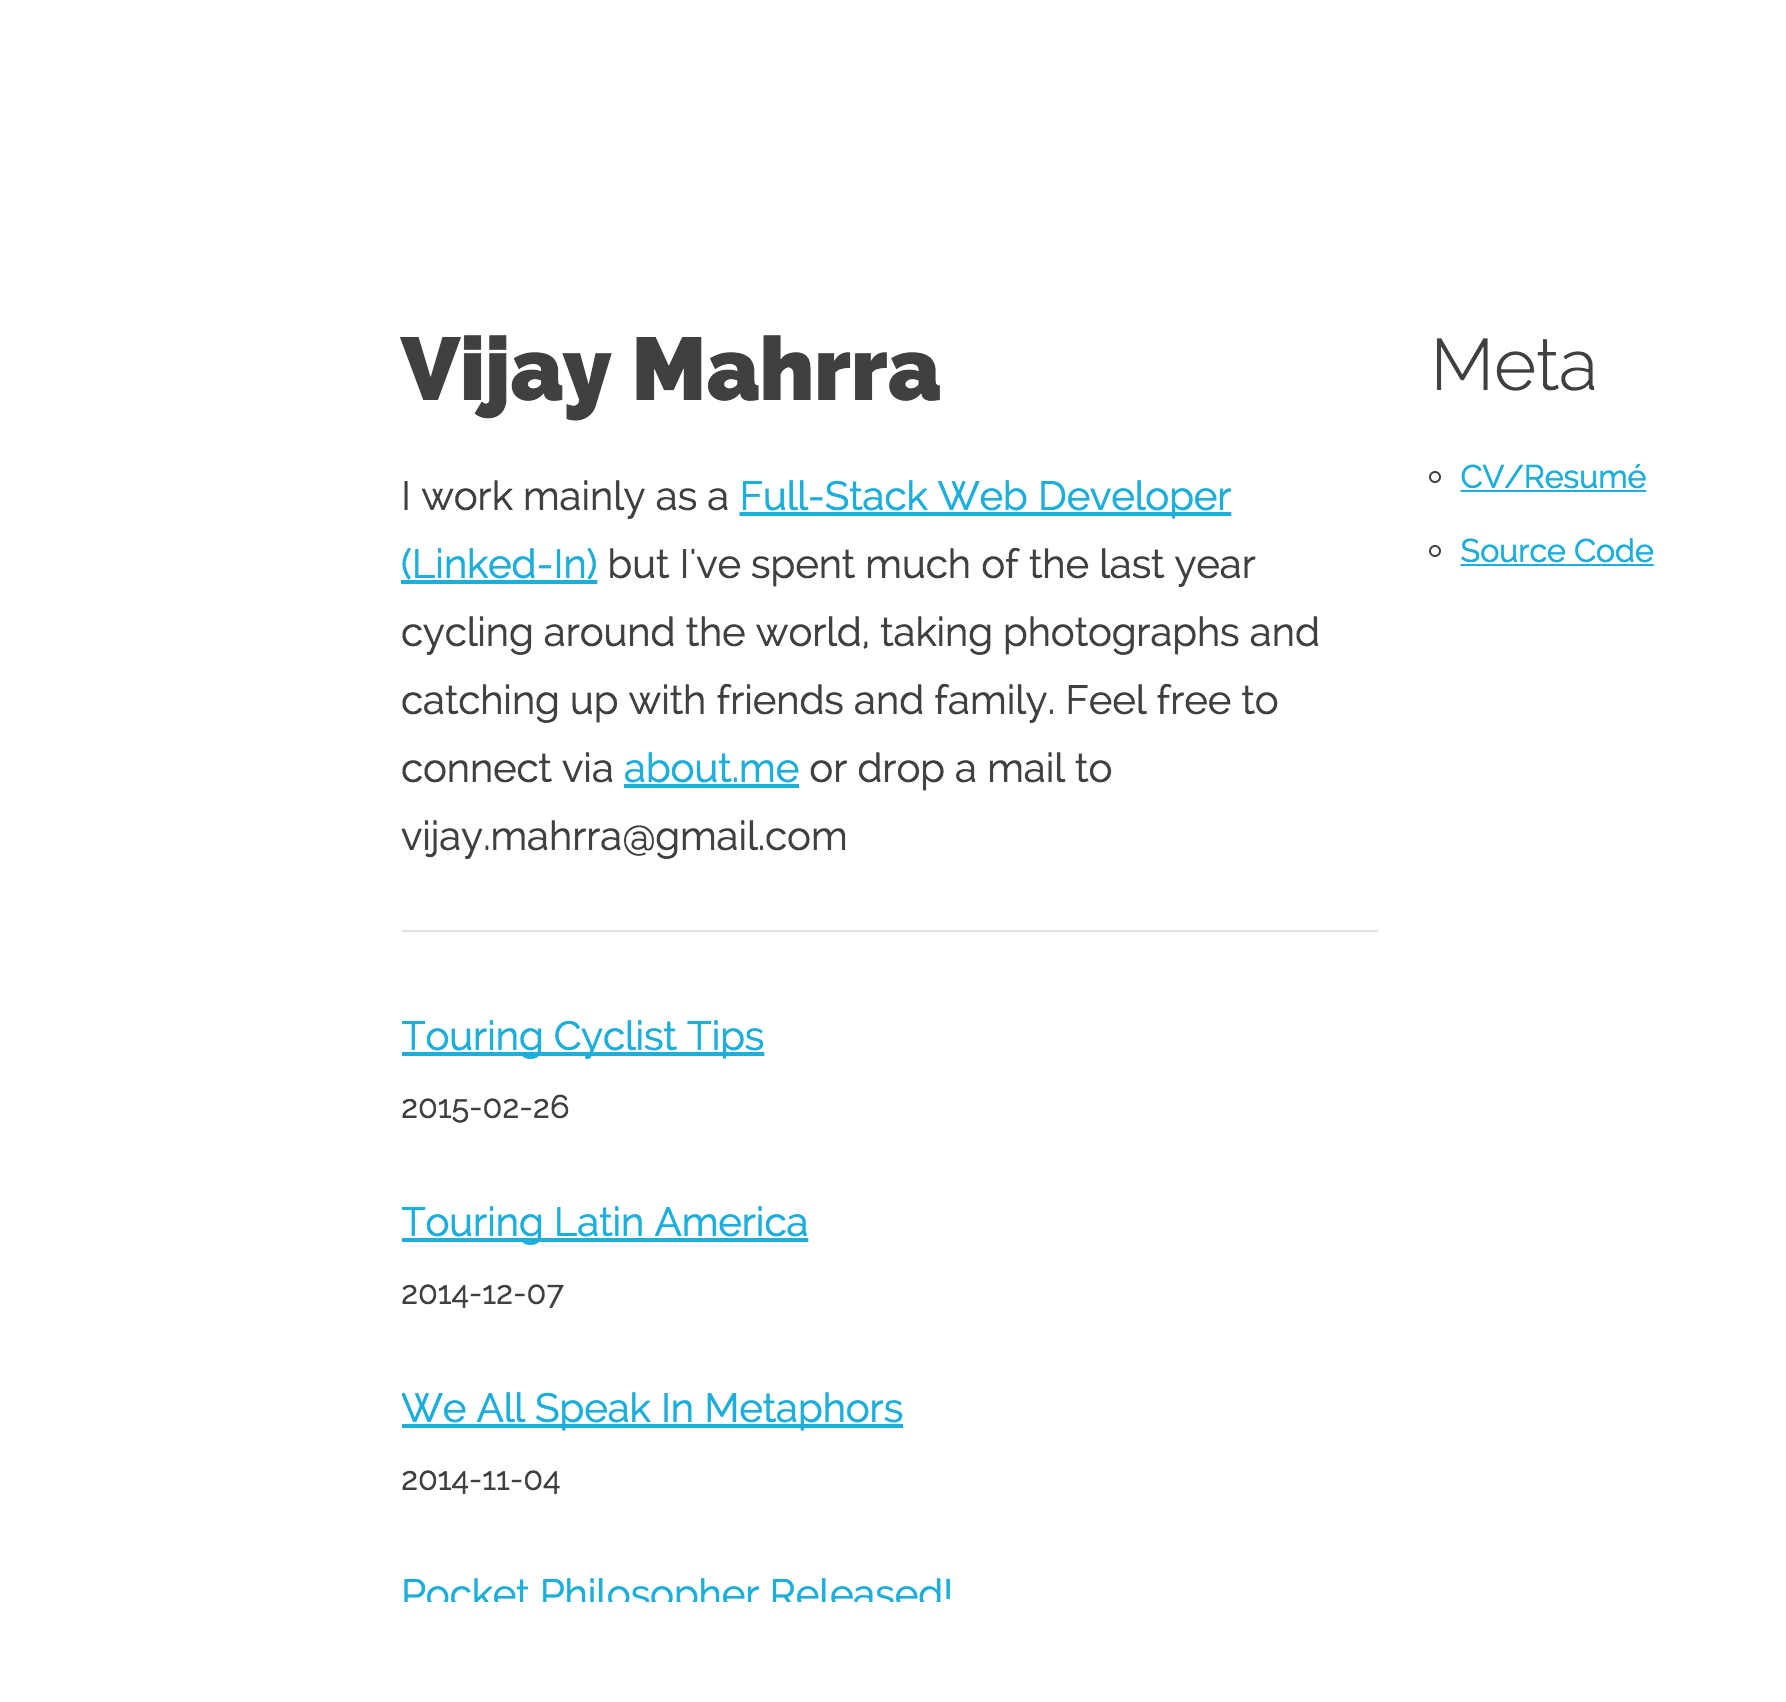 Vijay Mahrra
I work mainly as a Full-Stack Web Developer
(Linked-In) but I've spent much of the last year
cycling around the world, taking photographs and
catching up with friends and family. Feel free to
connect via about.me or drop a mail to
vijay.mahrra@gmail.com
Touring Cyclist Tips
2015-02-26
Touring Latin America
2014-12-07
We All Speak In Metaphors
2014-11-04
Pocket Philosopher Released!
Meta
CV/Resumé
Source Code